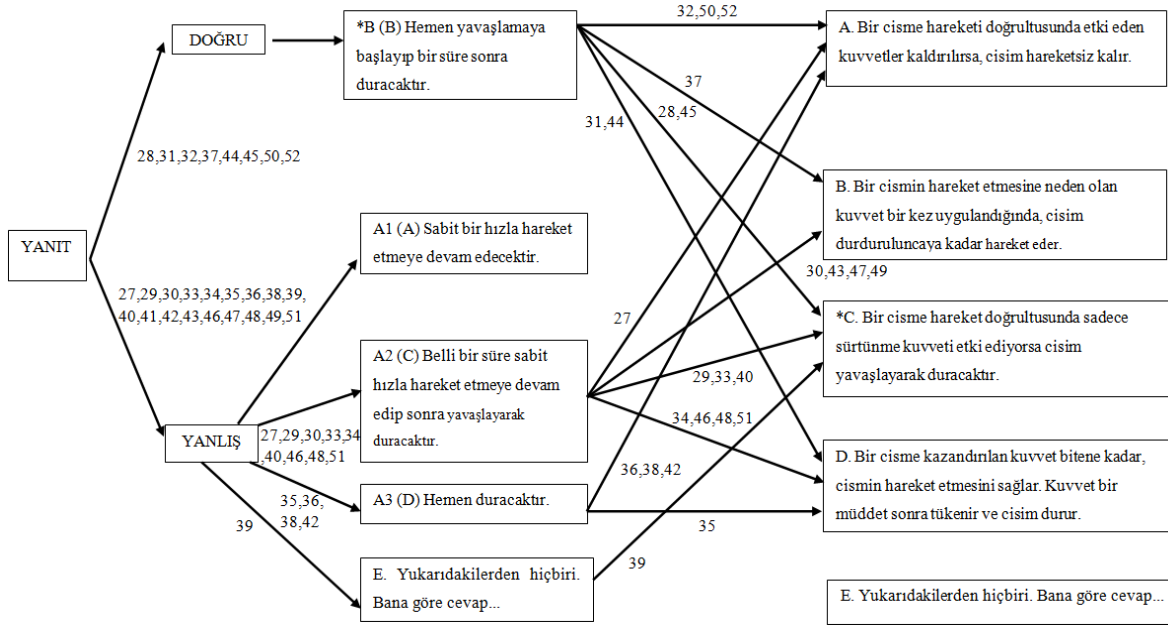 YANIT
DOĞRU
28,31,32,37,44,45,50,52
27,29,30,33,34,35,36,38,39,
40,41,42,43,46,47,48,49,51
YANLIŞ
*B (B) Hemen yavaşlamaya
başlayıp bir süre sonra
duracaktır.
A1 (A) Sabit bir hızla hareket
etmeye devam edecektir.
A2 (C) Belli bir süre sabit
hızla hareket etmeye devam
edip sonra yavaşlayarak
duracaktır.
27,29,30,33,34
,40,46,48,51
A3 (D) Hemen duracaktır.
35,36,
38,42
39
E. Yukarıdakilerden hiçbiri.
Bana göre cevap...
32,50,52
37
28,45
31,44
30,43,47,49
27
29,33,40
34,46,48,51
36,38,42
35
39
A. Bir cisme hareketi doğrultusunda etki eden
kuvvetler kaldırılırsa, cisim hareketsiz kalır.
B. Bir cismin hareket etmesine neden olan
kuvvet bir kez uygulandığında, cisim
durduruluncaya kadar hareket eder.
*C. Bir cisme hareket doğrultusunda sadece
sürtünme kuvveti etki ediyorsa cisim
yavaşlayarak duracaktır.
D. Bir cisme kazandırılan kuvvet bitene kadar,
cismin hareket etmesini sağlar. Kuvvet bir
müddet sonra tükenir ve cisim durur.
E. Yukarıdakilerden hiçbiri. Bana göre cevap...